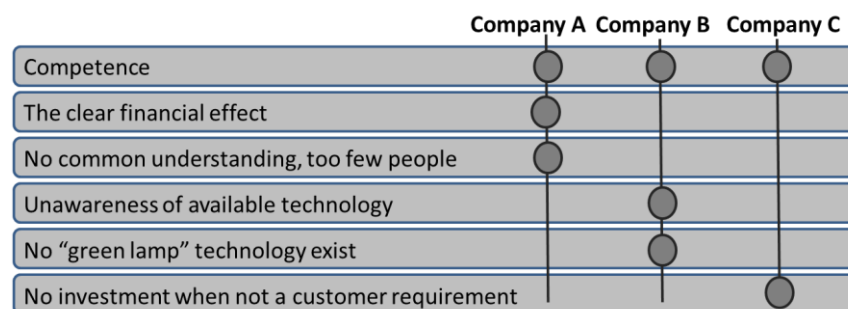 Company A Company B Company C
Competence
The clear financial effect
No common understanding, too few people
Unawareness of available technology
No “green lamp” technology exist
No investment when not a customer requirement